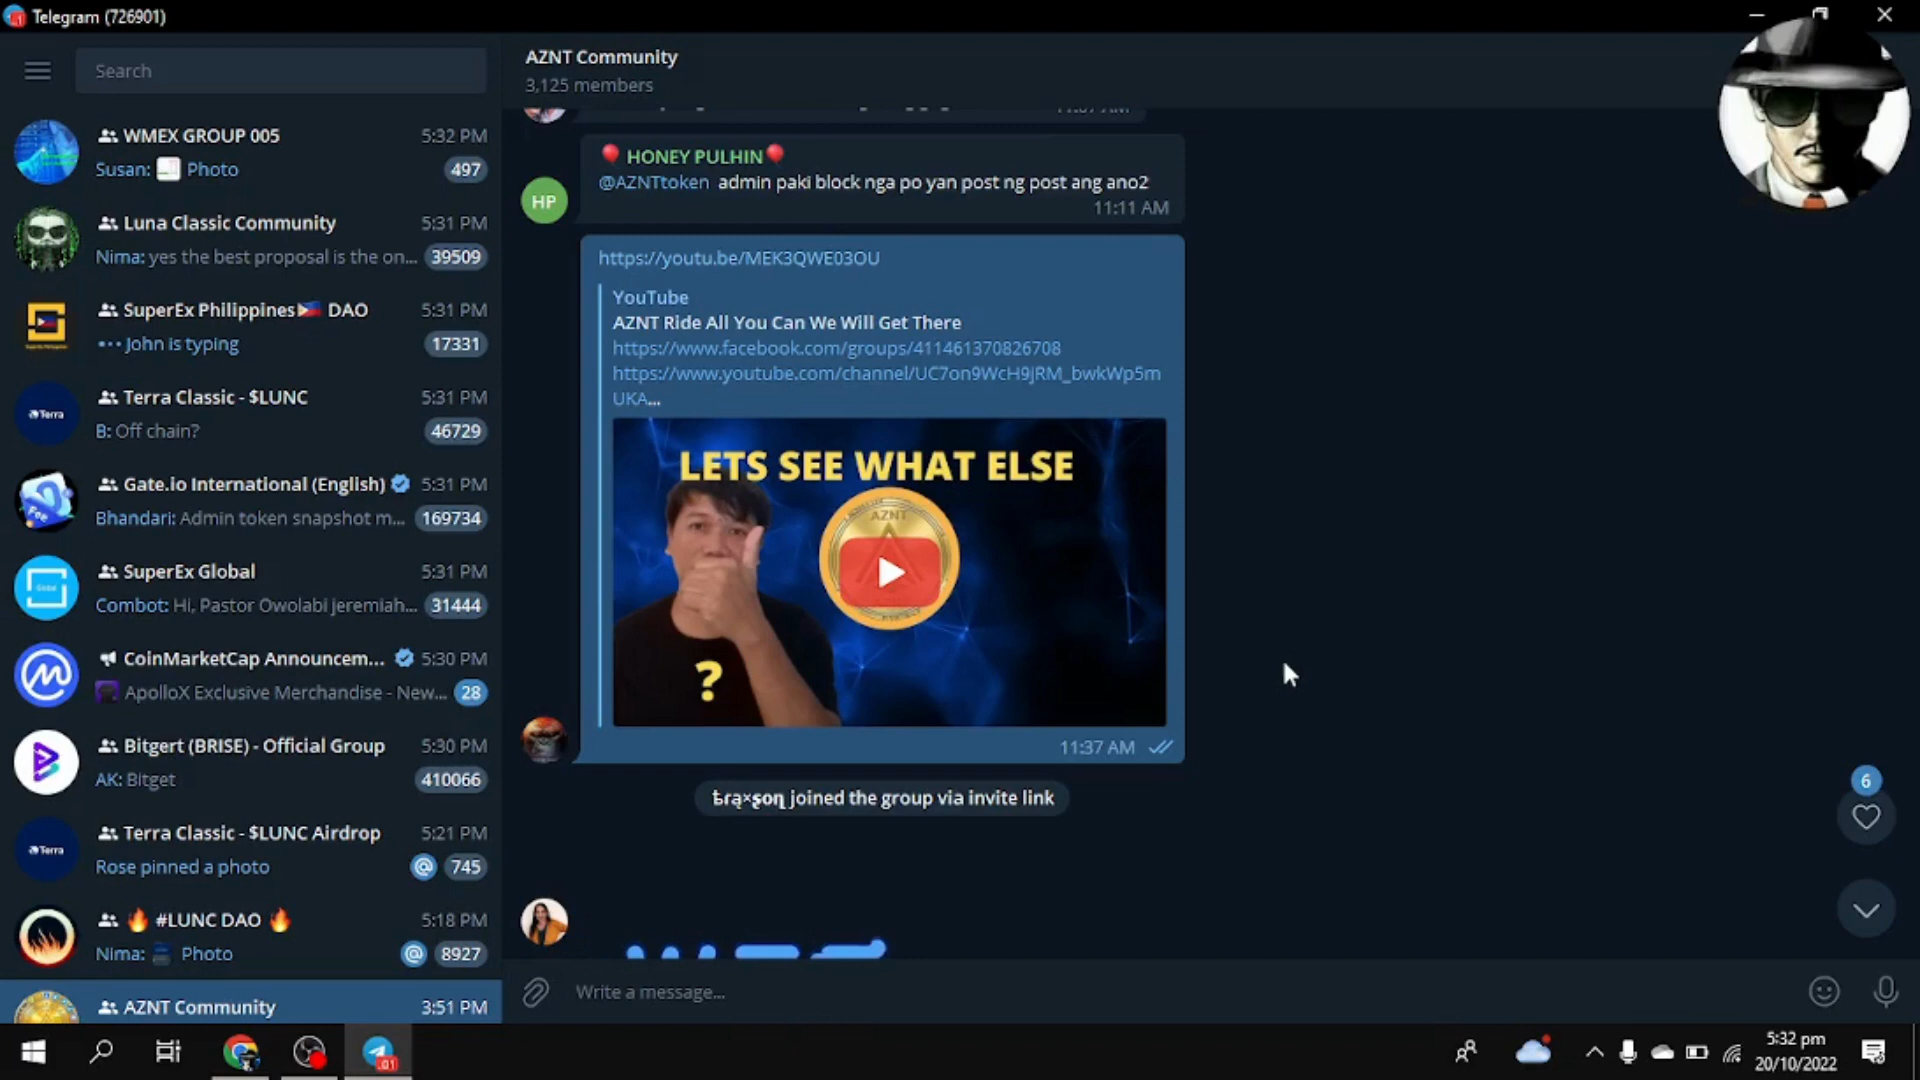 Telegram (726901)
Search
WMEX GROUP 005 5:32 PM
Susan: Photo 497
Luna Classic Community 5:31 PM
Nima: yes the best proposal is the on... 39509
SuperEx Philippines🇵🇭 DAO 5:31 PM
John is typing 17331
Terra
Terra Classic - $LUNC 5:31 PM
B: Off chain? 46729
Gate.io International (English) 5:31 PM
Bhandari: Admin token snapshot m... 169734
SuperEx Global 5:31 PM
Combot: Hi, Pastor Owolabi jeremiah... 31444
CoinMarketCap Announcem... 5:30 PM
ApolloX Exclusive Merchandise - New... 28
Bitgert (BRISE) - Official Group 5:30 PM
AK: Bitget 410066
Terra
Terra Classic - $LUNC Airdrop 5:21 PM
Rose pinned a photo @ 745
🔥 #LUNC DAO 🔥 5:18 PM
Nima: Photo @ 8927
AZNT Community 3:51 PM
AZNT Community
3,125 members
🎈 HONEY PULHIN🎈
@AZNTtoken admin paki block nga po yan post ng post ang ano2
HP
11:11 AM
https://youtu.be/MEK3QWE03OU
YouTube
AZNT Ride All You Can We Will Get There
https://www.facebook.com/groups/411461370826708
https://www.youtube.com/channel/UC7on9WcH9jRM_bwkWp5m
UKA...
LETS SEE WHAT ELSE
AZNT
?
11:37 AM
joined the group via invite link
6
Write a message...
5:32 pm
20/10/2022